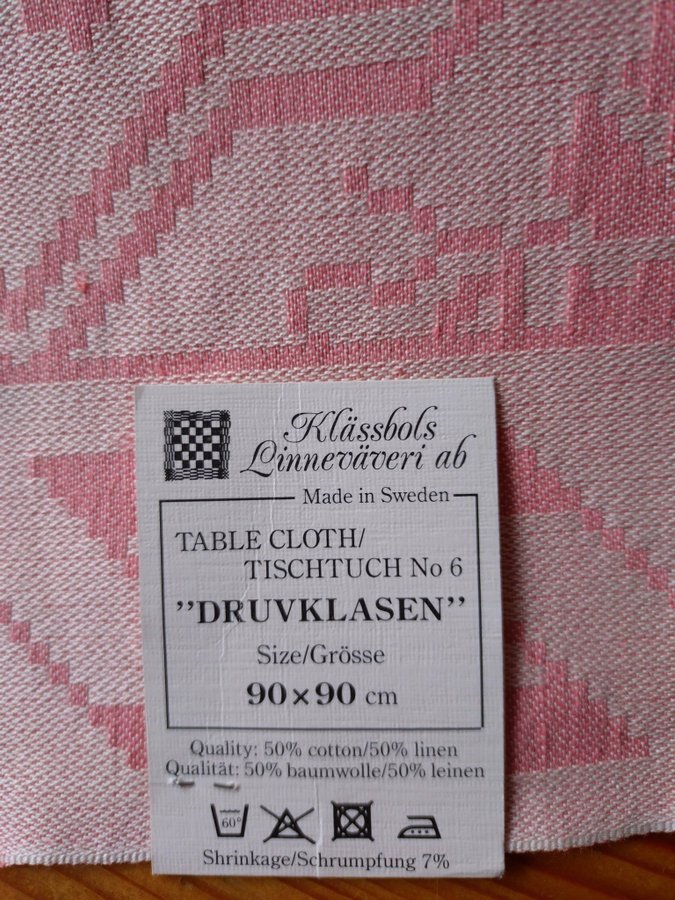 Klässbols
Linneväveri ab
Made in Sweden
TABLE CLOTH/
TISCHTUCH No 6
”DRUVKLASEN”
Size/Grösse
90×90 cm
Quality: 50% cotton/50% linen
Qualität: 50% baumwolle/50% leinen
60°
Shrinkage/Schrumpfung 7%